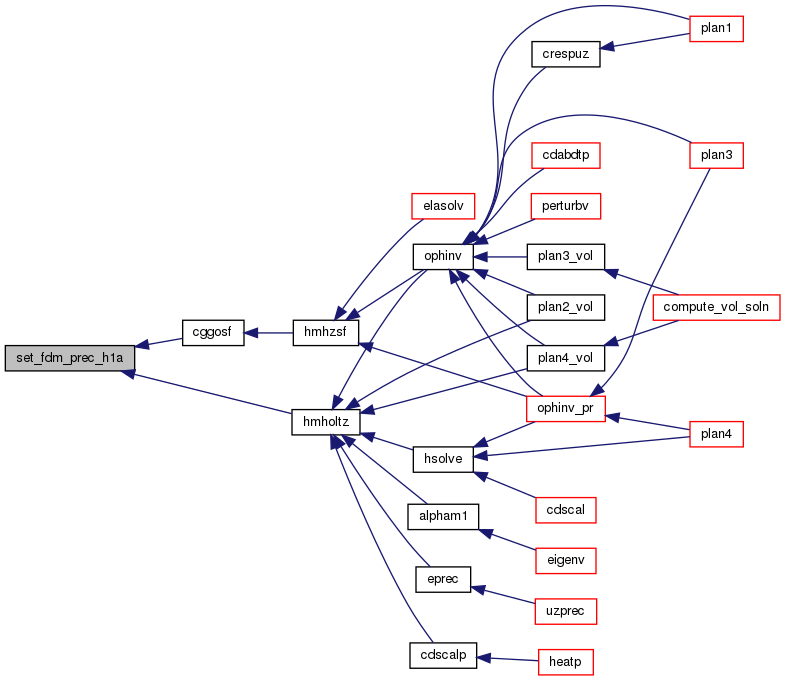 plan1
crespuz
cdabdtp
plan3
elasolv
perturbv
ophinv
plan3_vol
plan2_vol
compute_vol_soln
cggosf
hmhzsf
set_fdm_prec_h1a
plan4_vol
ophinv_pr
hmholtz
plan4
hsolve
cdscal
alpham1
eigenv
eprec
uzprec
cdscalp
heatp